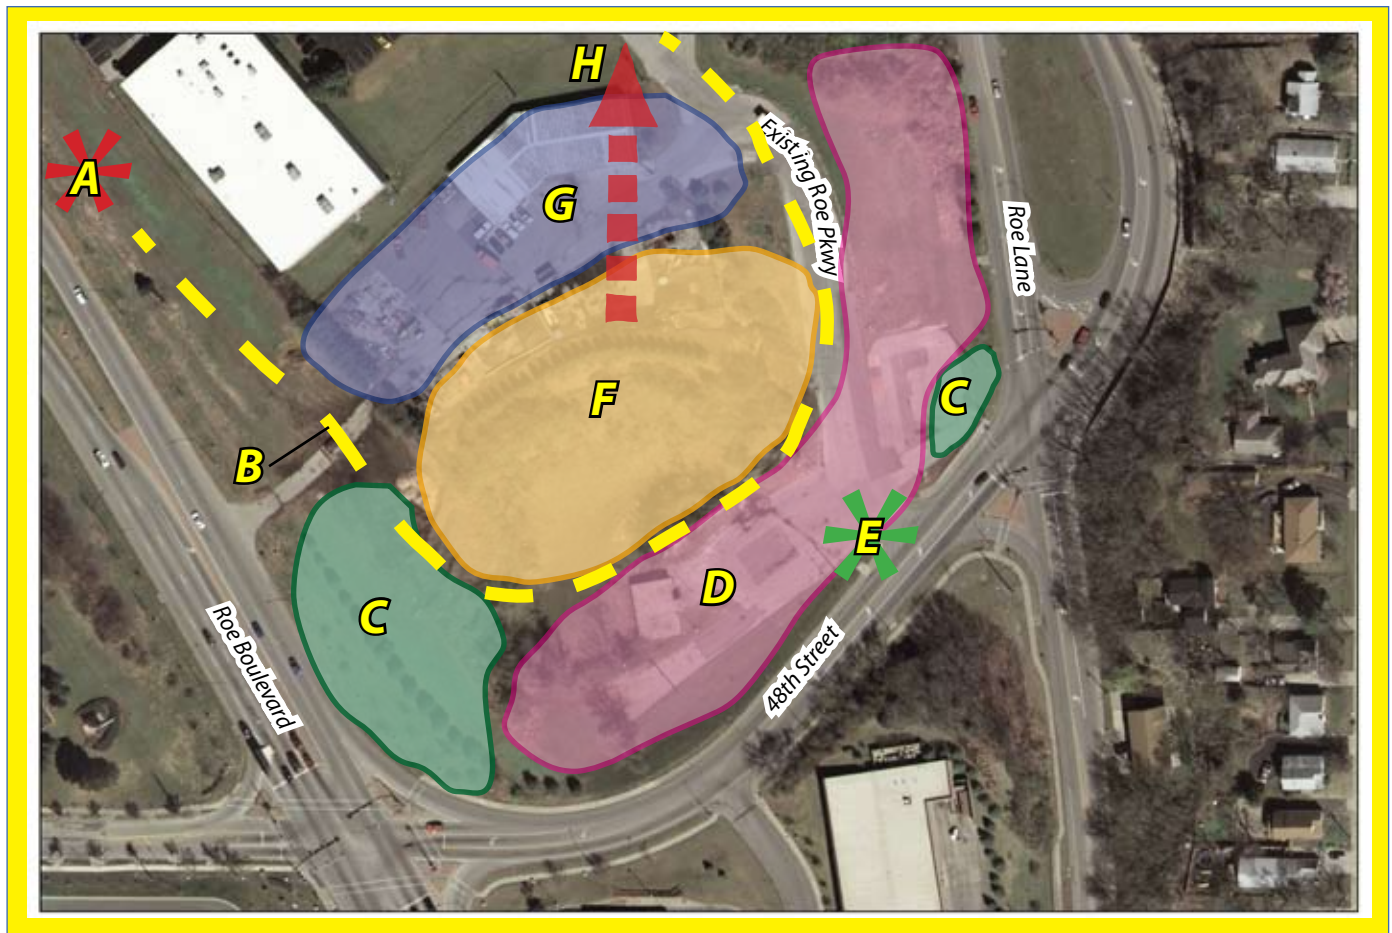 H
A
Existing Roe Pkwy
G
Roe Lane
F
C
B
E
D
C
Roe Boulevard
48th Street